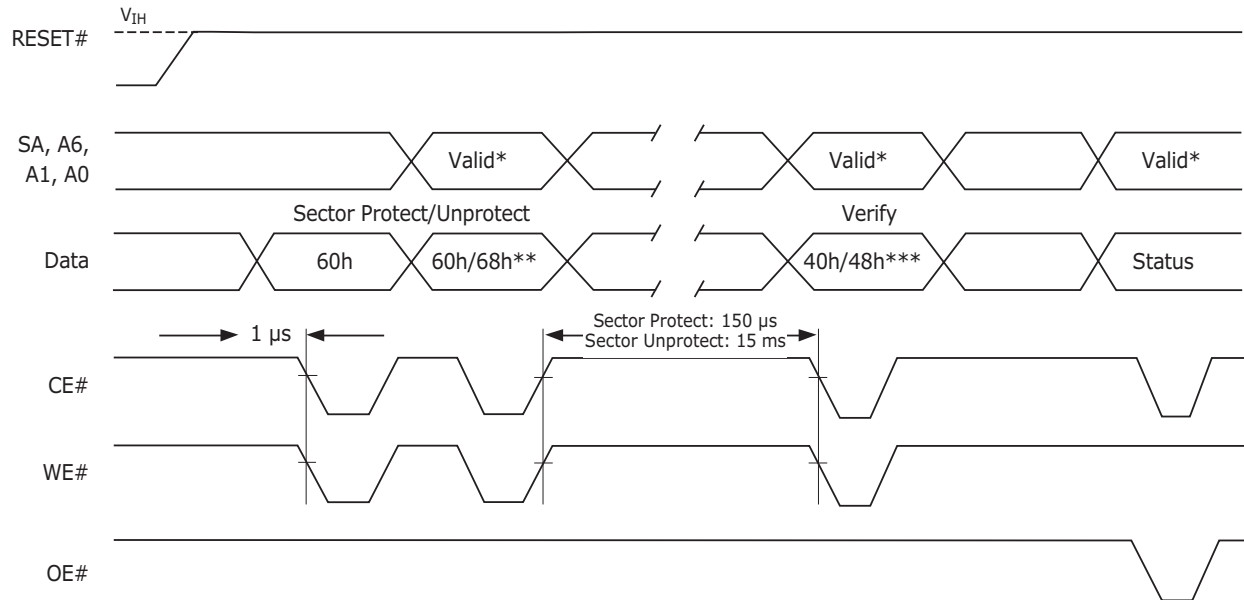 VIH
RESET#
SA, A6,
A1, A0
Valid*
Valid*
Valid*
Sector Protect/Unprotect
Verify
Data
60h
60h/68h**
40h/48h***
Status
1 µs
Sector Protect: 150 µs
Sector Unprotect: 15 ms
CE#
WE#
OE#